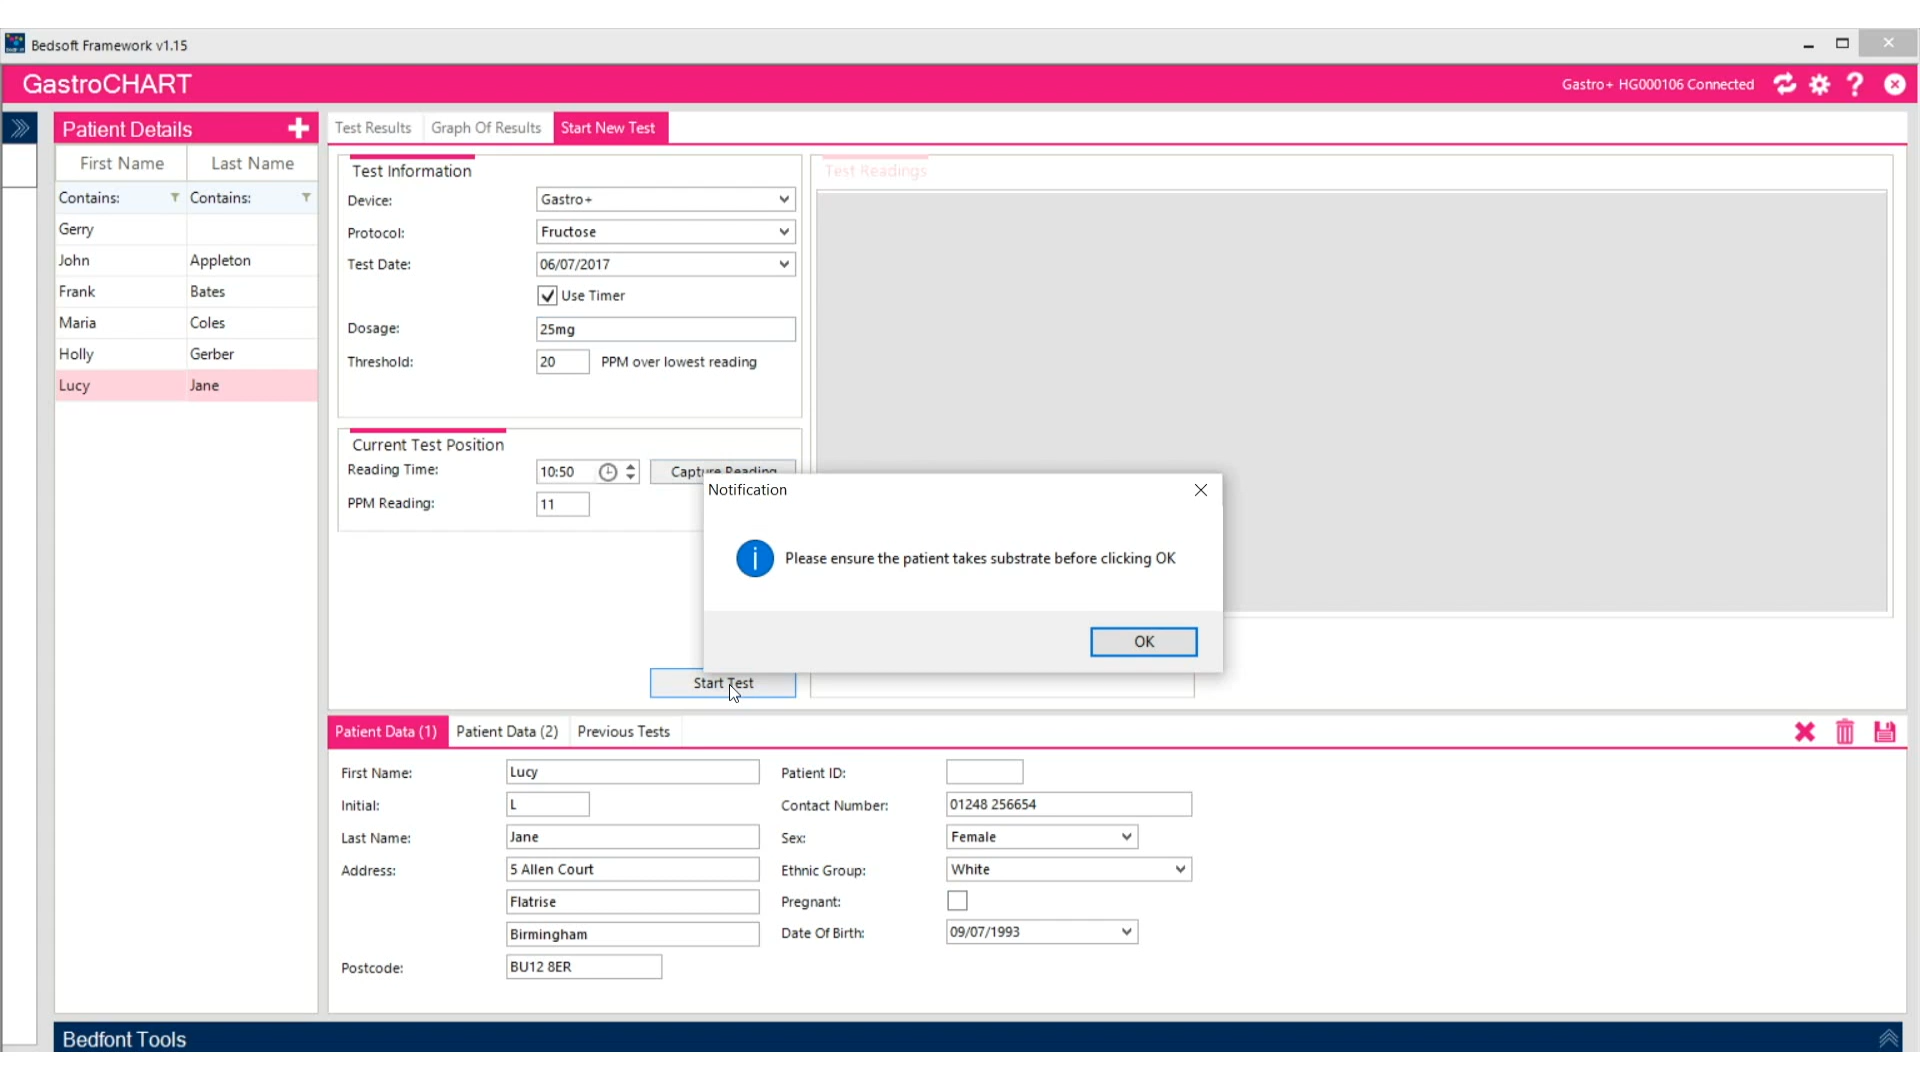 Bedsoft Framework v1.15
GastroCHART
Gastro+ HG000106 Connected
Patient Details
First Name Last Name
Contains: Contains:
Gerry
John Appleton
Frank Bates
Maria Coles
Holly Gerber
Lucy Jane
Test Results Graph Of Results Start New Test
Test Information
Device: Gastro+
Protocol: Fructose
Test Date: 06/07/2017
Use Timer
Dosage: 25mg
Threshold: 20 PPM over lowest reading
Test Readings
Current Test Position
Reading Time: 10:50 Capture Reading
PPM Reading: 11
Notification
Please ensure the patient takes substrate before clicking OK
OK
Start Test
Patient Data (1) Patient Data (2) Previous Tests
First Name: Lucy
Initial: L
Last Name: Jane
Address: 5 Allen Court
Flatrise
Birmingham
Postcode: BU12 8ER
Patient ID:
Contact Number: 01248 256654
Sex: Female
Ethnic Group: White
Pregnant:
Date Of Birth: 09/07/1993
Bedfont Tools